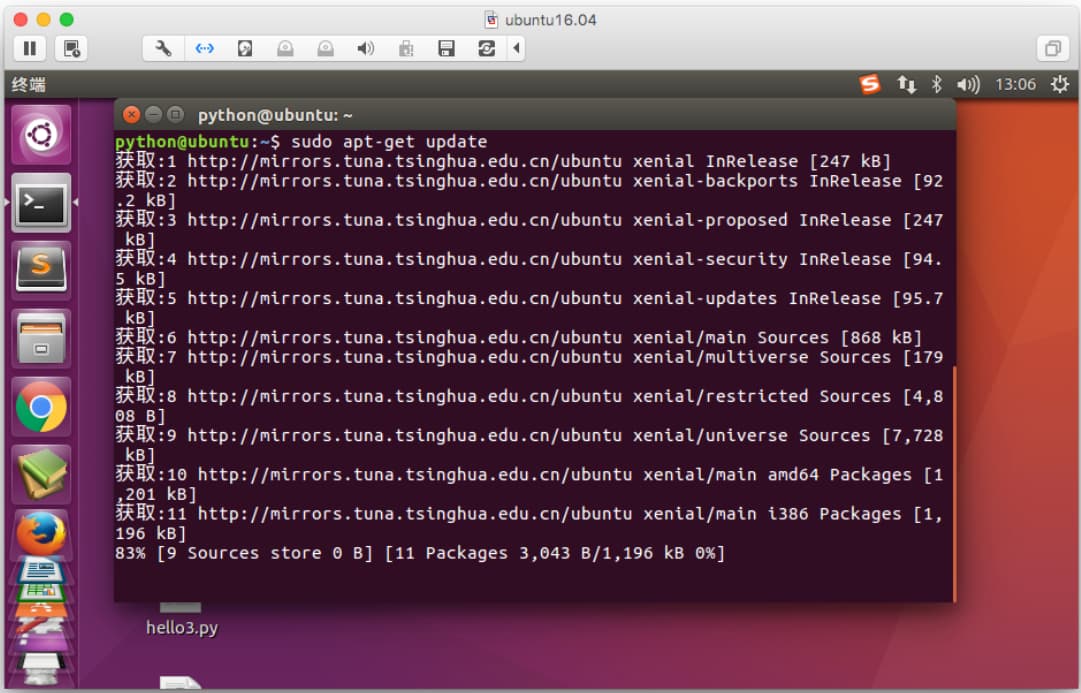 ubuntu16.04
终端
13:06
python@ubuntu: ~
python@ubuntu:~$ sudo apt-get update
获取:1 http://mirrors.tuna.tsinghua.edu.cn/ubuntu xenial InRelease [247 kB]
获取:2 http://mirrors.tuna.tsinghua.edu.cn/ubuntu xenial-backports InRelease [92
.2 kB]
获取:3 http://mirrors.tuna.tsinghua.edu.cn/ubuntu xenial-proposed InRelease [247
 kB]
获取:4 http://mirrors.tuna.tsinghua.edu.cn/ubuntu xenial-security InRelease [94.
5 kB]
获取:5 http://mirrors.tuna.tsinghua.edu.cn/ubuntu xenial-updates InRelease [95.7
 kB]
获取:6 http://mirrors.tuna.tsinghua.edu.cn/ubuntu xenial/main Sources [868 kB]
获取:7 http://mirrors.tuna.tsinghua.edu.cn/ubuntu xenial/multiverse Sources [179
 kB]
获取:8 http://mirrors.tuna.tsinghua.edu.cn/ubuntu xenial/restricted Sources [4,8
08 B]
获取:9 http://mirrors.tuna.tsinghua.edu.cn/ubuntu xenial/universe Sources [7,728
 kB]
获取:10 http://mirrors.tuna.tsinghua.edu.cn/ubuntu xenial/main amd64 Packages [1
,201 kB]
获取:11 http://mirrors.tuna.tsinghua.edu.cn/ubuntu xenial/main i386 Packages [1,
196 kB]
83% [9 Sources store 0 B] [11 Packages 3,043 B/1,196 kB 0%]
hello3.py